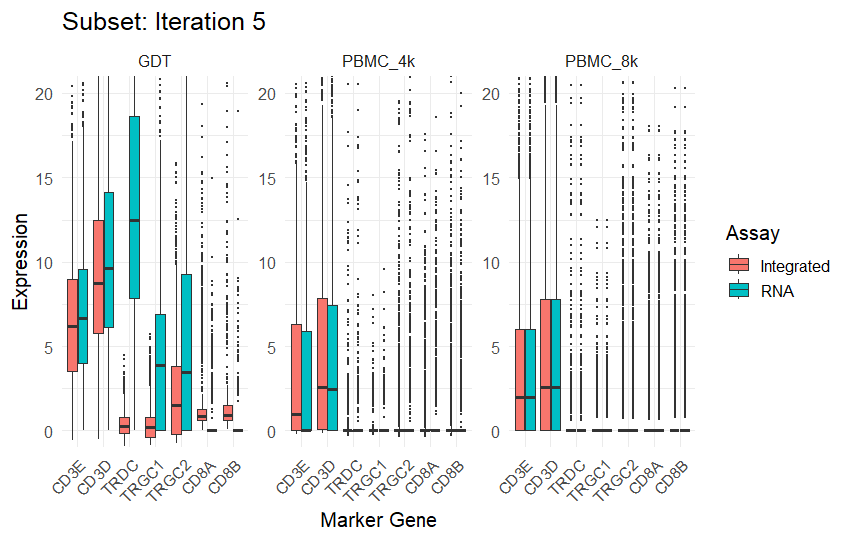 Subset: Iteration 5
GDT
PBMC_4k
PBMC_8k
Expression
20
15
10
5
0
20
15
10
5
0
20
15
10
5
0
CD3E
CD3D
TRDC
TRGC1
TRGC2
CD8A
CD8B
CD3E
CD3D
TRDC
TRGC1
TRGC2
CD8A
CD8B
CD3E
CD3D
TRDC
TRGC1
TRGC2
CD8A
CD8B
Marker Gene
Assay
Integrated
RNA